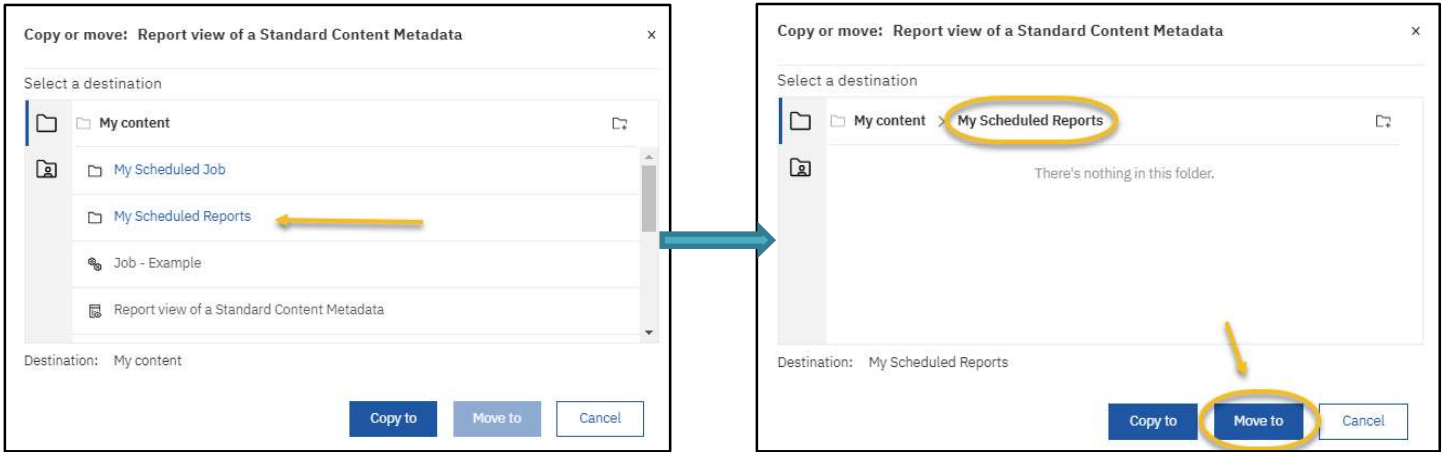 Copy or move: Report view of a Standard Content Metadata
x
Select a destination
My content
My Scheduled Job
My Scheduled Reports
Job - Example
Report view of a Standard Content Metadata
Destination: My content
Copy to
Move to
Cancel
Copy or move: Report view of a Standard Content Metadata
x
Select a destination
My content > My Scheduled Reports
There's nothing in this folder.
Destination: My Scheduled Reports
Copy to
Move to
Cancel